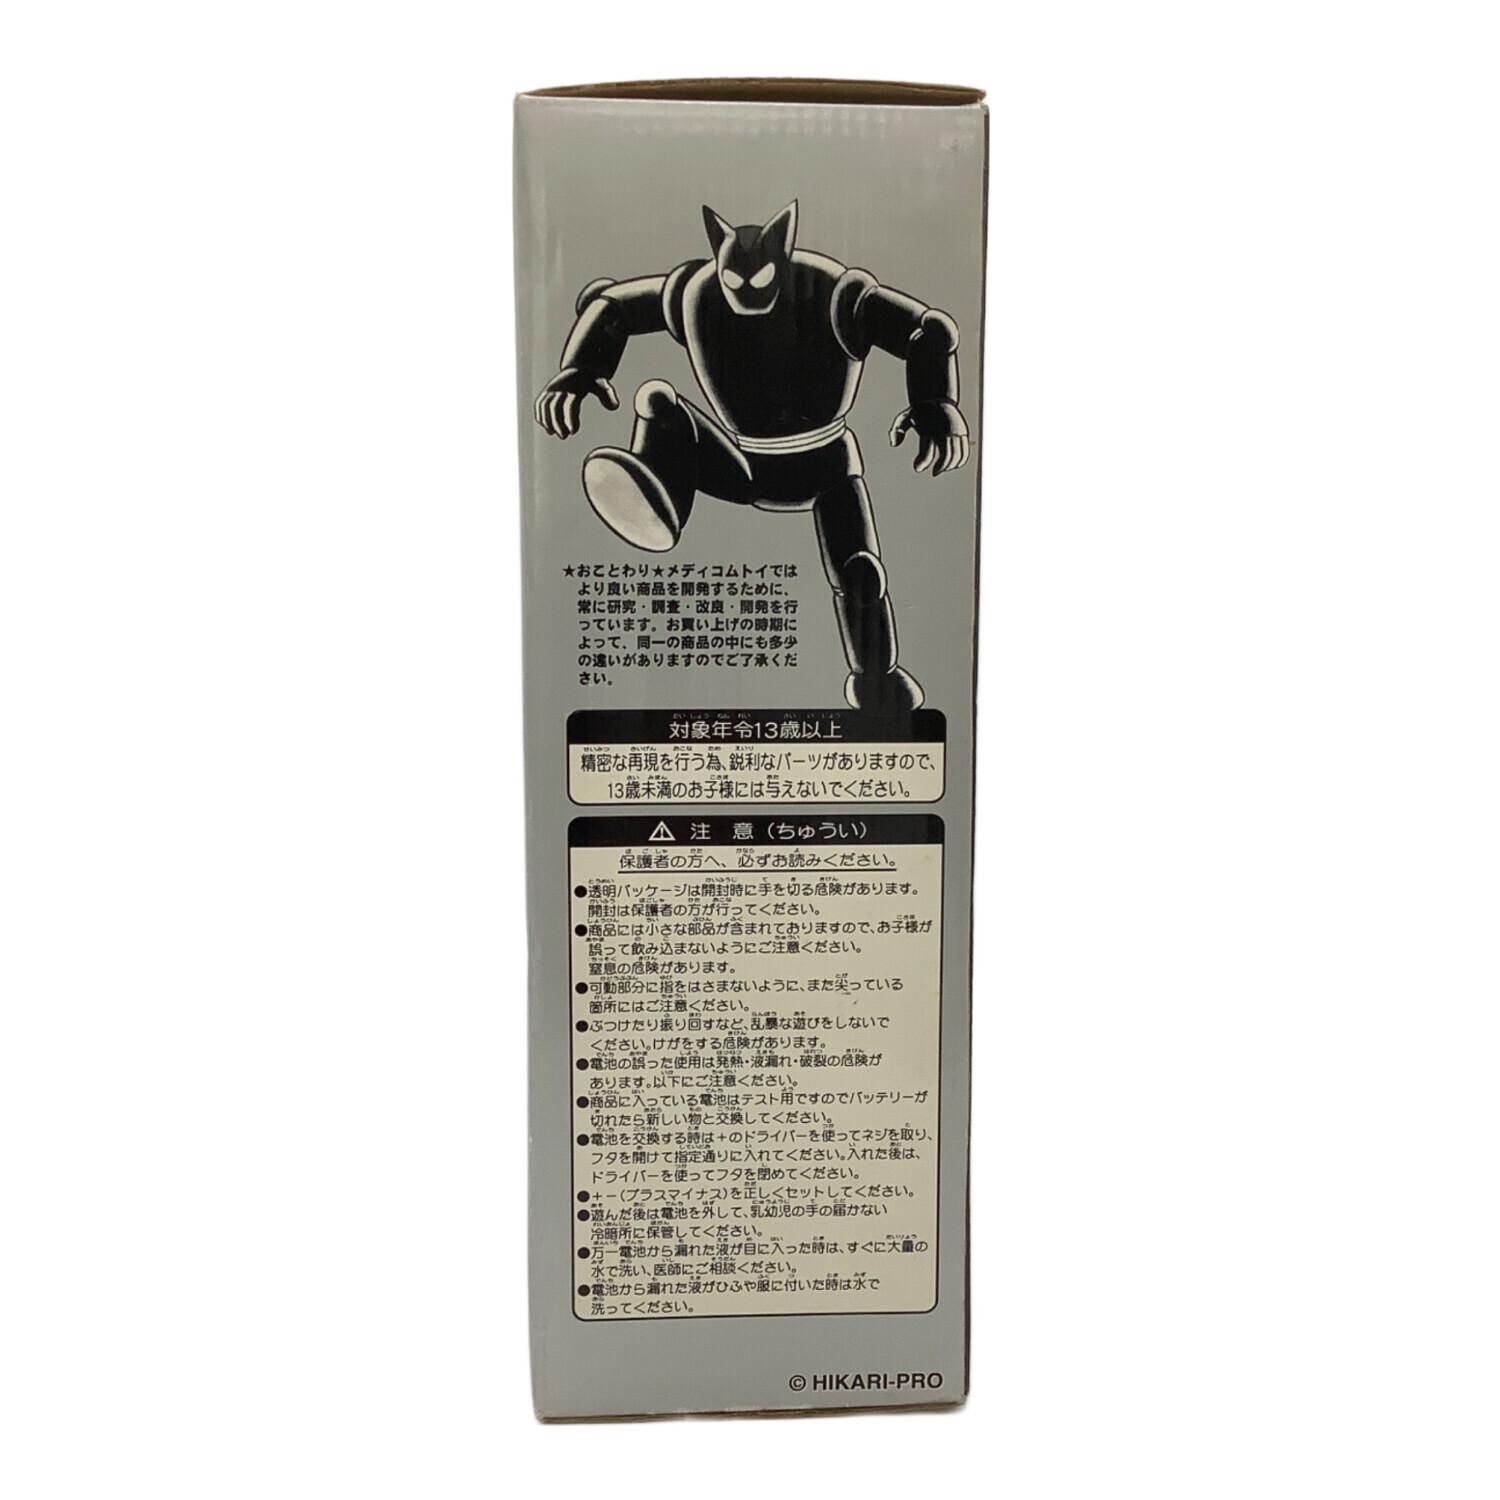 ★おことわり★メディコムトイでは
より良い商品を開発するために、
常に研究・調査・改良・開発を行
っています。お買い上げの時期に
よって、同一の商品の中にも多少
の違いがありますのでご了承くだ
さい。
対象年令13歳以上
精密な再現を行う為、鋭利なパーツがありますので、
13歳未満のお子様には与えないでください。
⚠ 注 意（ちゅうい）
保護者の方へ、必ずお読みください。
●透明パッケージは開封時に手を切る危険があります。
開封は保護者の方が行ってください。
●商品には小さな部品が含まれておりますので、お子様が
誤って飲み込まないようにご注意ください。
窒息の危険があります。
●可動部分に指をはさまないように、また尖っている
箇所にはご注意ください。
●ぶつけたり振り回すなど、乱暴な遊びをしないで
ください。けがをする危険があります。
●電池の誤った使用は発熱・液漏れ・破裂の危険が
あります。以下にご注意ください。
●商品に入っている電池はテスト用ですのでバッテリーが
切れたら新しい物と交換してください。
●電池を交換する時は＋のドライバーを使ってネジを取り、
フタを開けて指定通りに入れてください。入れた後は、
ドライバーを使ってフタを閉めてください。
●＋－（プラスマイナス）を正しくセットしてください。
●遊んだ後は電池を外して、乳幼児の手の届かない
冷暗所に保管してください。
●万一電池から漏れた液が目に入った時は、すぐに大量の
水で洗い、医師にご相談ください。
●電池から漏れた液がひふや服に付いた時は水で
洗ってください。
© HIKARI-PRO